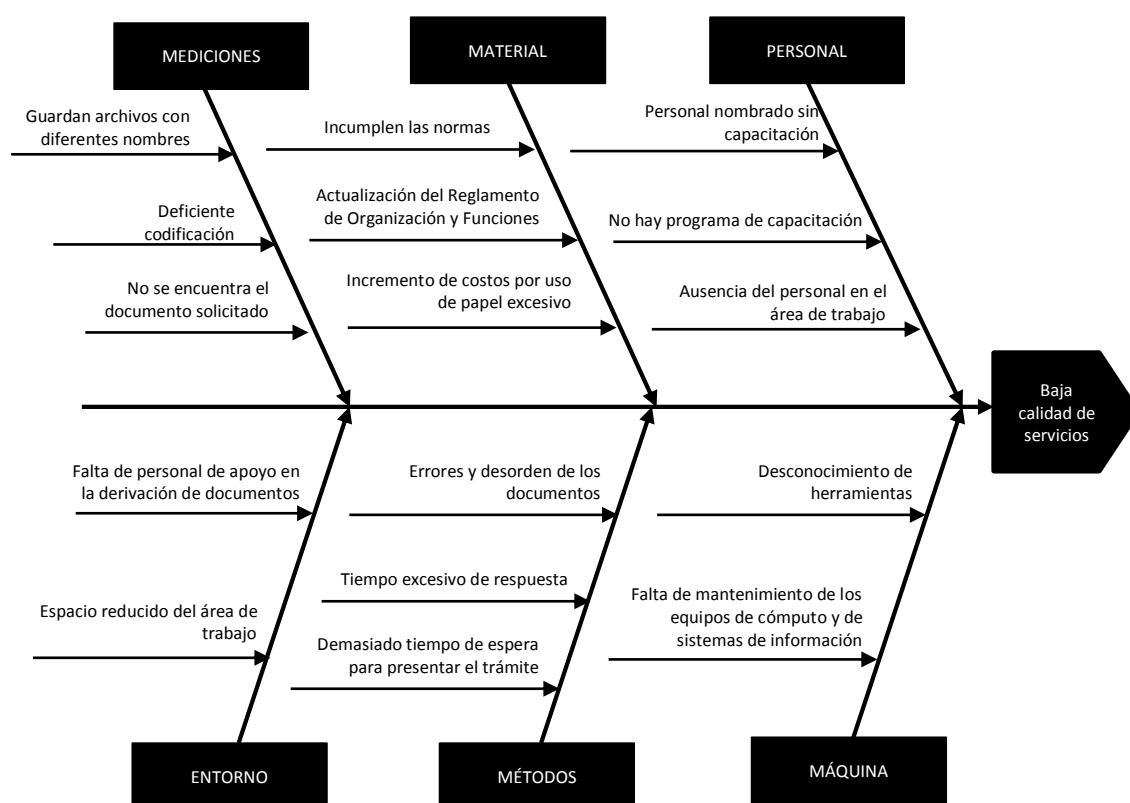 MEDICIONES
MATERIAL
PERSONAL
Guardan archivos con
diferentes nombres
Deficiente
codificación
No se encuentra el
documento solicitado
Incumplen las normas
Actualización del Reglamento
de Organización y Funciones
Incremento de costos por uso
de papel excesivo
Personal nombrado sin
capacitación
No hay programa de capacitación
Ausencia del personal en el
área de trabajo
Baja
calidad de
servicios
Falta de personal de apoyo en
la derivación de documentos
Espacio reducido del área de
trabajo
Errores y desorden de los
documentos
Tiempo excesivo de respuesta
Demasiado tiempo de espera
para presentar el trámite
Desconocimiento de
herramientas
Falta de mantenimiento de los
equipos de cómputo y de
sistemas de información
ENTORNO
MÉTODOS
MÁQUINA